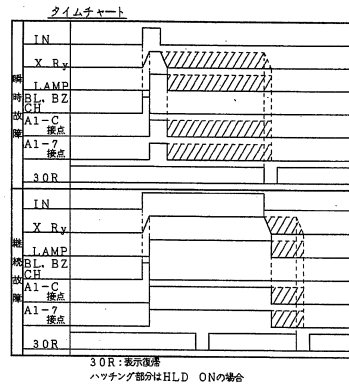 タイムチャート
瞬時故障
IN
X.Ry
LAMP
BL.BZ
CH
A1-C
接点
A1-7
接点
30R
継続故障
IN
X.Ry
LAMP
BL.BZ
CH
A1-C
接点
A1-7
接点
30R
30R:表示復帰
ハッチング部分はHLD ONの場合